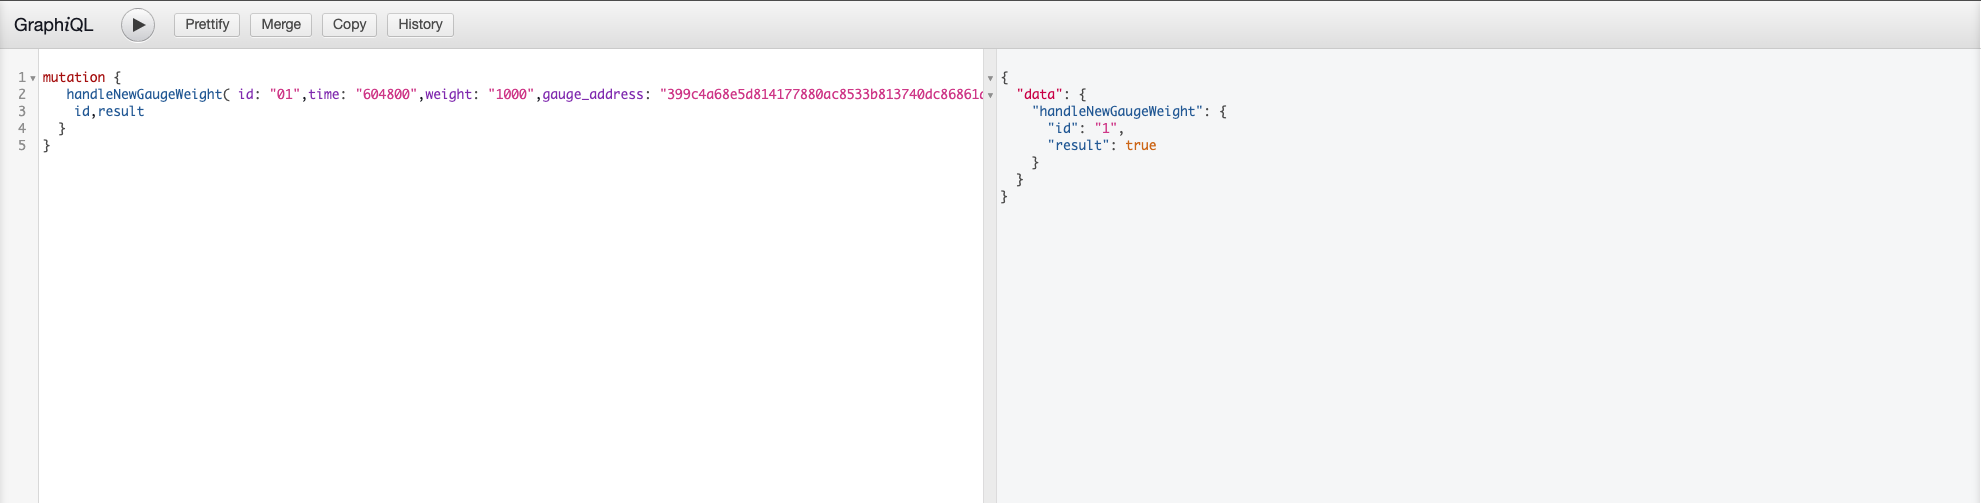 GraphiQL Prettify Merge Copy History
1 mutation {
2 handleNewGaugeWeight( id: "01",time: "604800",weight: "1000",gauge_address: "399c4a68e5d814177880ac8533b813740dc86861
3 id,result
4 }
5 }
{
"data": {
"handleNewGaugeWeight": {
"id": "1",
"result": true
}
}
}